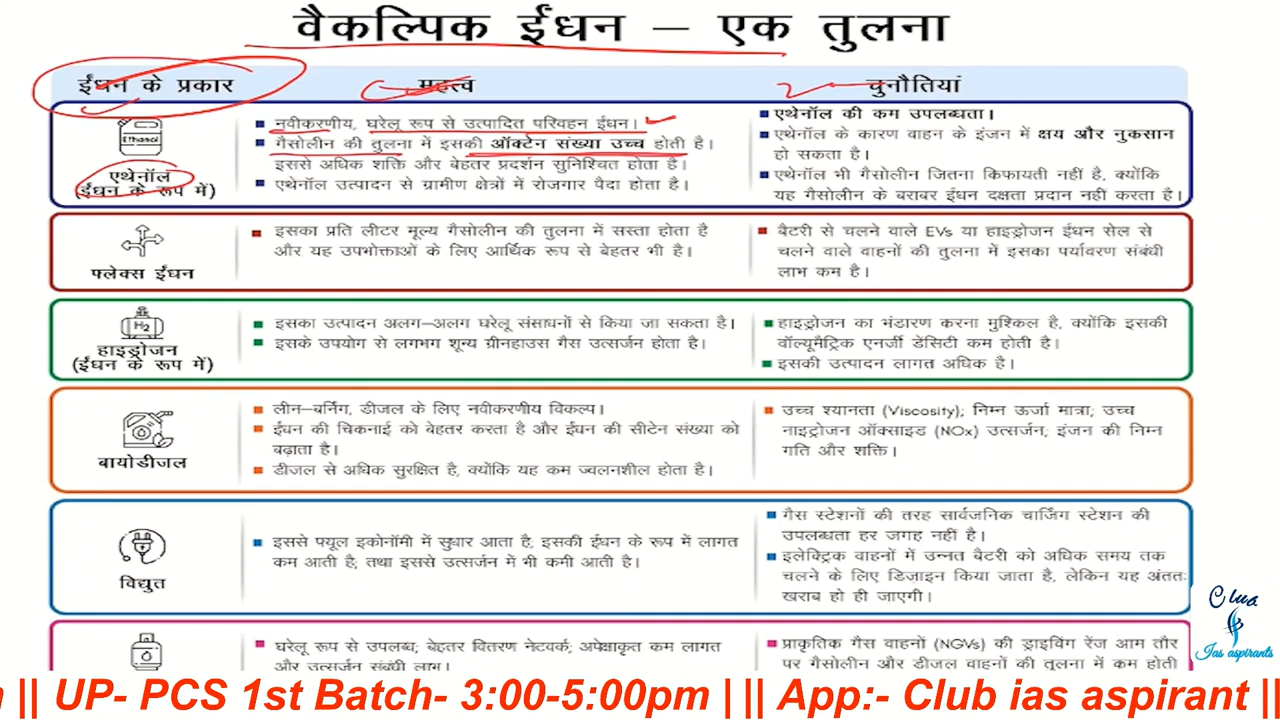 वैकल्पिक ईंधन – एक तुलना
ईंधन के प्रकार
महत्व
चुनौतियां
Ethanol
एथेनॉल
(ईंधन के रूप में)
नवीकरणीय, घरेलू रूप से उत्पादित परिवहन ईंधन।
गैसोलीन की तुलना में इसकी ऑक्टेन संख्या उच्च होती है।
इससे अधिक शक्ति और बेहतर प्रदर्शन सुनिश्चित होता है।
एथेनॉल उत्पादन से ग्रामीण क्षेत्रों में रोजगार पैदा होता है।
एथेनॉल की कम उपलब्धता।
एथेनॉल के कारण वाहन के इंजन में क्षय और नुकसान
हो सकता है।
एथेनॉल भी गैसोलीन जितना किफायती नहीं है, क्योंकि
यह गैसोलीन के बराबर ईंधन दक्षता प्रदान नहीं करता है।
फ्लेक्स ईंधन
इसका प्रति लीटर मूल्य गैसोलीन की तुलना में सस्ता होता है
और यह उपभोक्ताओं के लिए आर्थिक रूप से बेहतर भी है।
बैटरी से चलने वाले EVs या हाइड्रोजन ईंधन सेल से
चलने वाले वाहनों की तुलना में इसका पर्यावरण संबंधी
लाभ कम है।
H2
हाइड्रोजन
(ईंधन के रूप में)
इसका उत्पादन अलग–अलग घरेलू संसाधनों से किया जा सकता है।
इसके उपयोग से लगभग शून्य ग्रीनहाउस गैस उत्सर्जन होता है।
हाइड्रोजन का भंडारण करना मुश्किल है, क्योंकि इसकी
वॉल्यूमैट्रिक एनर्जी डेंसिटी कम होती है।
इसकी उत्पादन लागत अधिक है।
बायोडीजल
लीन–बर्निंग, डीजल के लिए नवीकरणीय विकल्प।
ईंधन की चिकनाई को बेहतर करता है और ईंधन की सीटेन संख्या को
बढ़ाता है।
डीजल से अधिक सुरक्षित है, क्योंकि यह कम ज्वलनशील होता है।
उच्च श्यानता (Viscosity); निम्न ऊर्जा मात्रा; उच्च
नाइट्रोजन ऑक्साइड (NOx) उत्सर्जन; इंजन की निम्न
गति और शक्ति।
विद्युत
इससे फ्यूल इकोनॉमी में सुधार आता है; इसकी ईंधन के रूप में लागत
कम आती है; तथा इससे उत्सर्जन में भी कमी आती है।
गैस स्टेशनों की तरह सार्वजनिक चार्जिंग स्टेशन की
उपलब्धता हर जगह नहीं है।
इलेक्ट्रिक वाहनों में उन्नत बैटरी को अधिक समय तक
चलने के लिए डिज़ाइन किया जाता है, लेकिन यह अंततः
खराब हो ही जाएगी।
घरेलू रूप से उपलब्ध; बेहतर वितरण नेटवर्क; अपेक्षाकृत कम लागत
और उत्सर्जन संबंधी लाभ।
प्राकृतिक गैस वाहनों (NGVs) की ड्राइविंग रेंज आम तौर
पर गैसोलीन और डीजल वाहनों की तुलना में कम होती
Club
Ias aspirants
|| UP- PCS 1st Batch- 3:00-5:00pm | || App:- Club ias aspirant ||